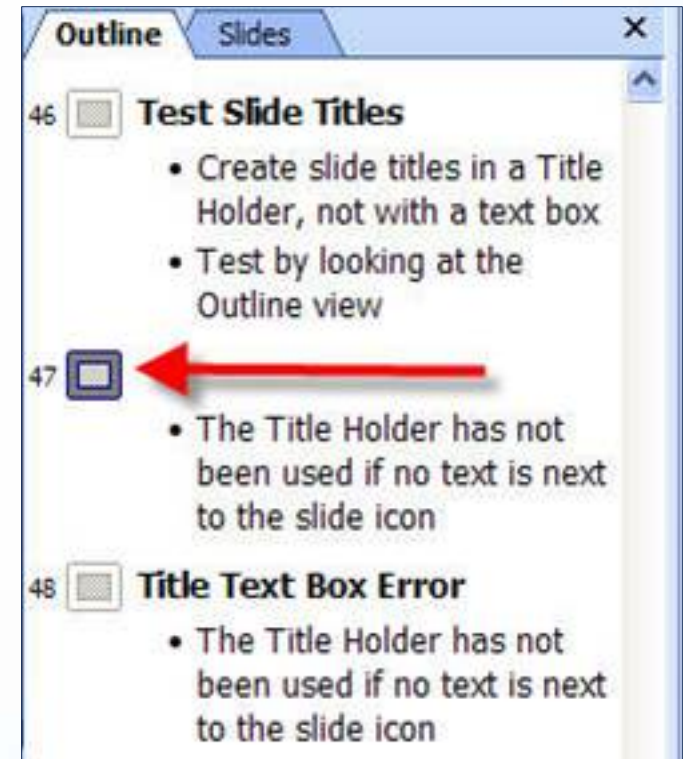 Outline Slides
46 Test Slide Titles
• Create slide titles in a Title
Holder, not with a text box
• Test by looking at the
Outline view
47
• The Title Holder has not
been used if no text is next
to the slide icon
48 Title Text Box Error
• The Title Holder has not
been used if no text is next
to the slide icon